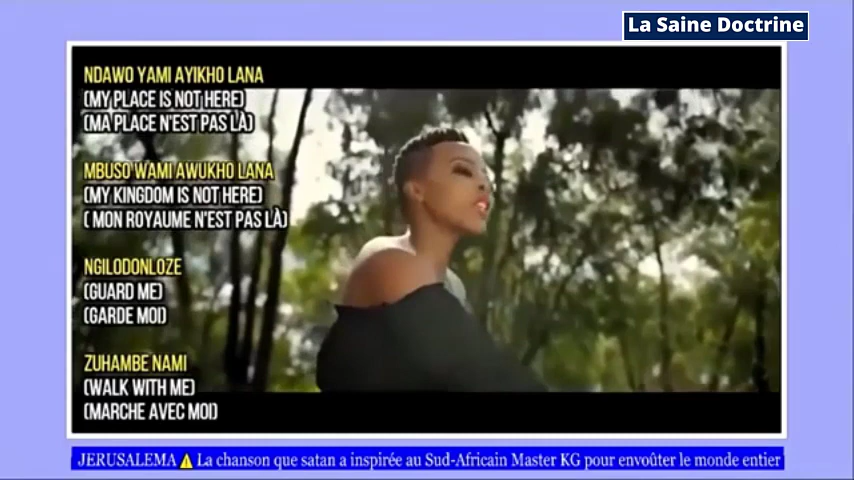 La Saine Doctrine
NDAWO YAMI AYIKHO LANA
(MY PLACE IS NOT HERE)
(MA PLACE N'EST PAS LÀ)
MBUSO WAMI AWUKHO LANA
(MY KINGDOM IS NOT HERE)
( MON ROYAUME N'EST PAS LÀ)
NGILODONLOZE
(GUARD ME)
(GARDE MOI)
ZUHAMBE NAMI
(WALK WITH ME)
(MARCHE AVEC MOI)
JERUSALEMA ⚠ La chanson que satan a inspirée au Sud-Africain Master KG pour envoûter le monde entier